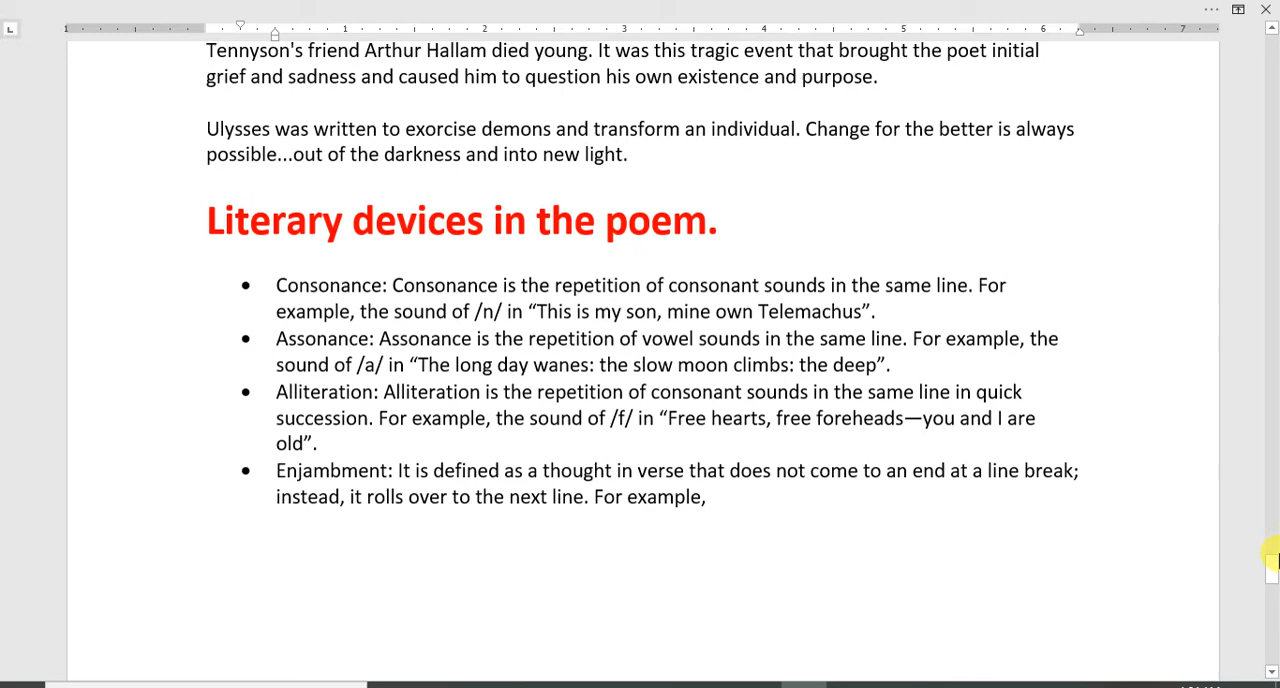 1 1 2 3 4 5 6 7
Tennyson's friend Arthur Hallam died young. It was this tragic event that brought the poet initial
grief and sadness and caused him to question his own existence and purpose.
Ulysses was written to exorcise demons and transform an individual. Change for the better is always
possible...out of the darkness and into new light.
Literary devices in the poem.
• Consonance: Consonance is the repetition of consonant sounds in the same line. For
example, the sound of /n/ in “This is my son, mine own Telemachus”.
• Assonance: Assonance is the repetition of vowel sounds in the same line. For example, the
sound of /a/ in “The long day wanes: the slow moon climbs: the deep”.
• Alliteration: Alliteration is the repetition of consonant sounds in the same line in quick
succession. For example, the sound of /f/ in “Free hearts, free foreheads—you and I are
old”.
• Enjambment: It is defined as a thought in verse that does not come to an end at a line break;
instead, it rolls over to the next line. For example,